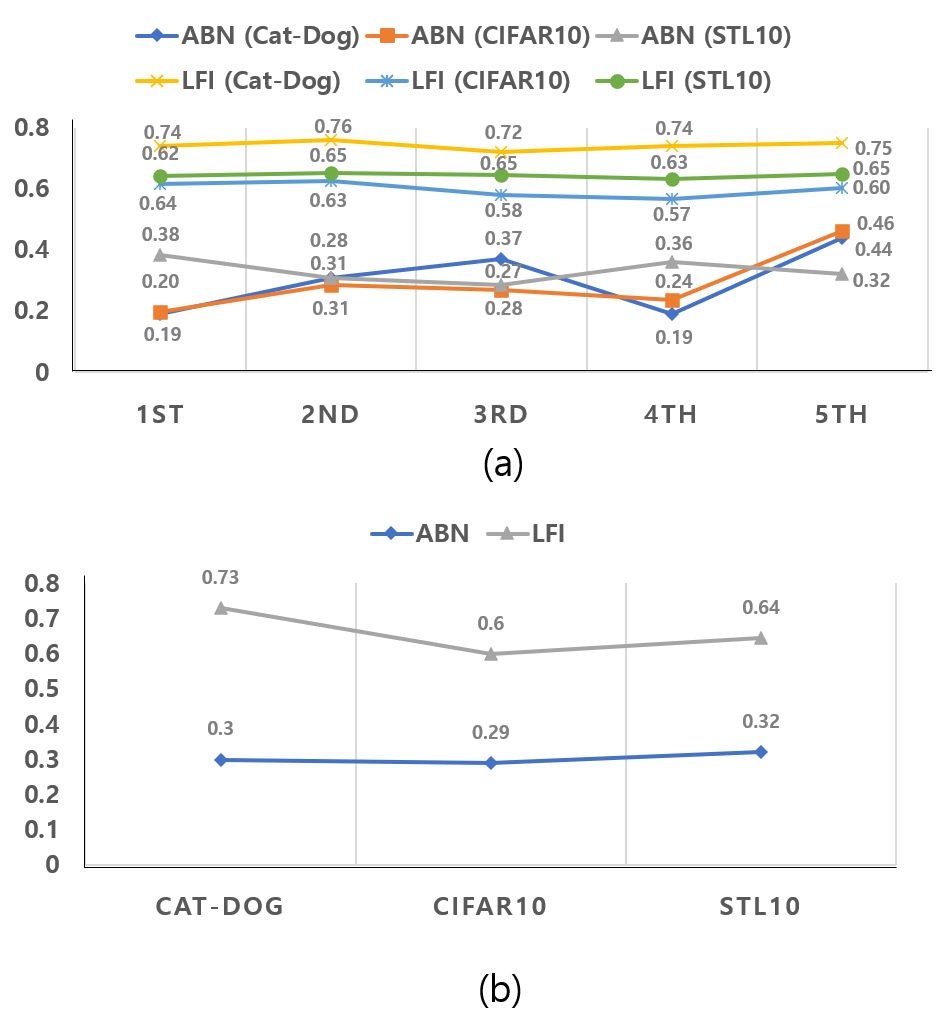 ABN (Cat-Dog) ABN (CIFAR10) ABN (STL10)
LFI (Cat-Dog) LFI (CIFAR10) LFI (STL10)
0.8
0.6
0.4
0.2
0
0.74 0.76 0.72 0.74 0.75
0.62 0.65 0.65 0.63 0.65
0.64 0.63 0.58 0.57 0.60
0.38 0.28 0.37 0.36 0.46
0.20 0.31 0.27 0.24 0.44
0.19 0.31 0.28 0.19 0.32
1ST 2ND 3RD 4TH 5TH
(a)
ABN LFI
0.8
0.7
0.6
0.5
0.4
0.3
0.2
0.1
0
0.73 0.6 0.64
0.3 0.29 0.32
CAT-DOG CIFAR10 STL10
(b)